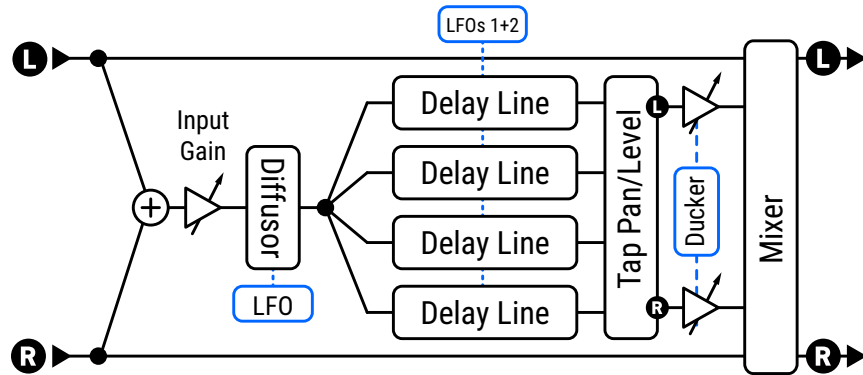 LFOs 1+2
L
L
Delay Line
L
Input
Gain
Diffusor
Delay Line
Tap Pan/Level
Ducker
Mixer
+
Delay Line
LFO
Delay Line
R
R
R